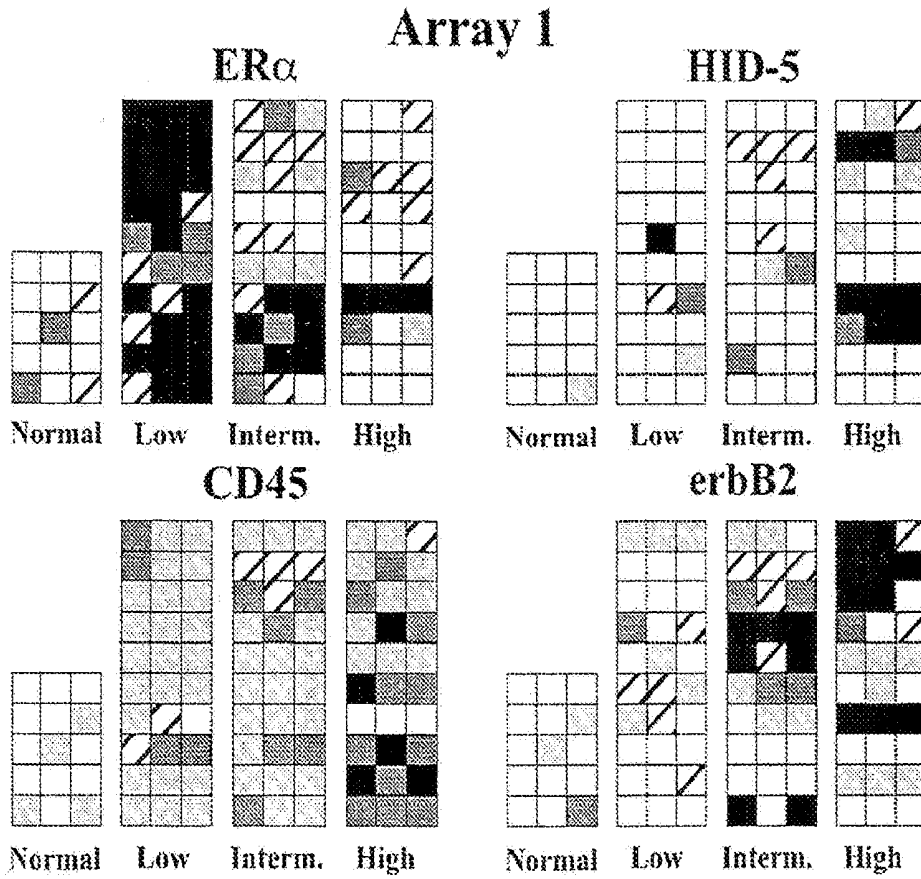 Array 1
ERα HID-5
Normal Low Interm. High Normal Low Interm. High
CD45 erbB2
Normal Low Interm. High Normal Low Interm. High